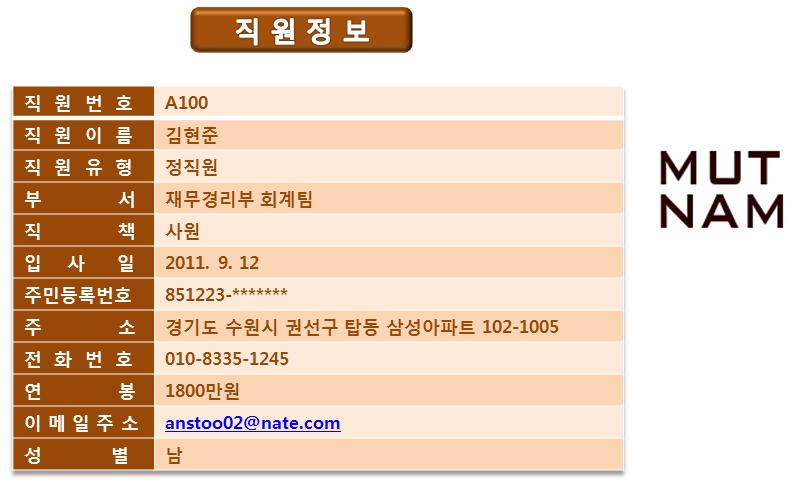 직원정보
직원번호 A100
직원이름 김현준
직원유형 정직원
부서 재무경리부 회계팀
직책 사원
입사일 2011. 9. 12
주민등록번호 851223-*******
주소 경기도 수원시 권선구 탑동 삼성아파트 102-1005
전화번호 010-8335-1245
연봉 1800만원
이메일주소 anstoo02@nate.com
성별 남
MUT
NAM